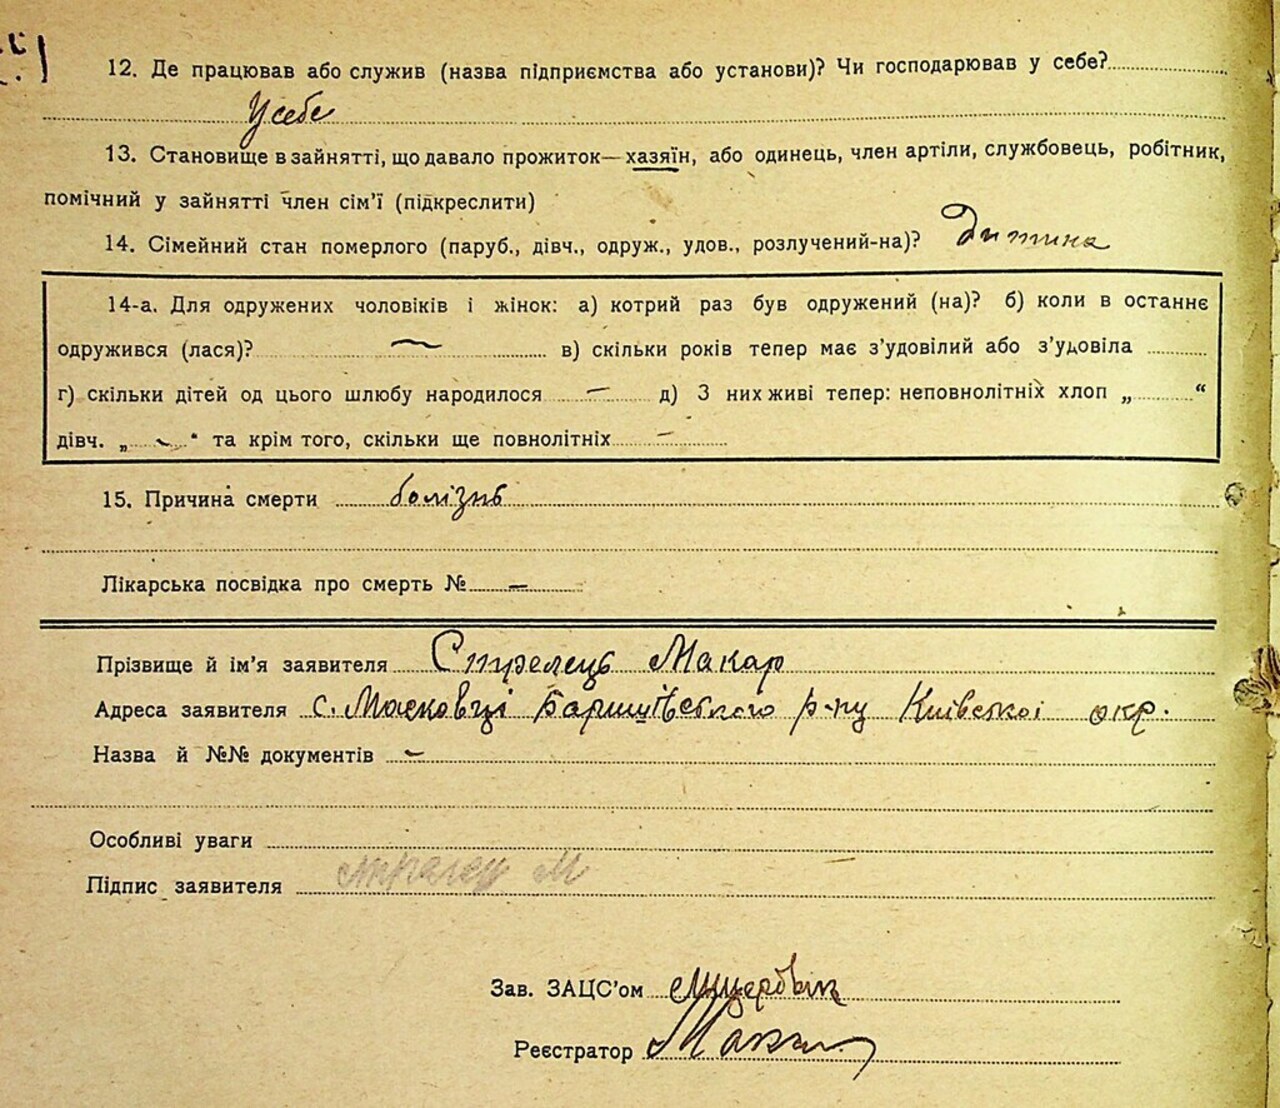 12. Де працював або служив (назва підприємства або установи)? Чи господарював у себе?
У себе
13. Становище в зайнятті, що давало прожиток—хазяїн, або одинець, член артіли, службовець, робітник,
помічний у зайнятті член сім'ї (підкреслити)
14. Сімейний стан померлого (паруб., дівч., одруж., удов., розлучений-на)? Дитина
14-а. Для одружених чоловіків і жінок: а) котрий раз був одружений (на)? б) коли в останнє
одружився (лася)? — в) скільки років тепер має з'удовілий або з'удовіла
г) скільки дітей од цього шлюбу народилося — д) З них живі тепер: неповнолітніх хлоп „ “
дівч. „ — “ та крім того, скільки ще повнолітніх —
15. Причина смерти болізнь
Лікарська посвідка про смерть № —
Прізвище й ім'я заявителя Стрелець Макар
Адреса заявителя с. Масковці Баришівського р-ну Київської окр.
Назва й №№ документів —
Особливі уваги
Підпис заявителя М
Зав. ЗАЦС'ом
Реєстратор